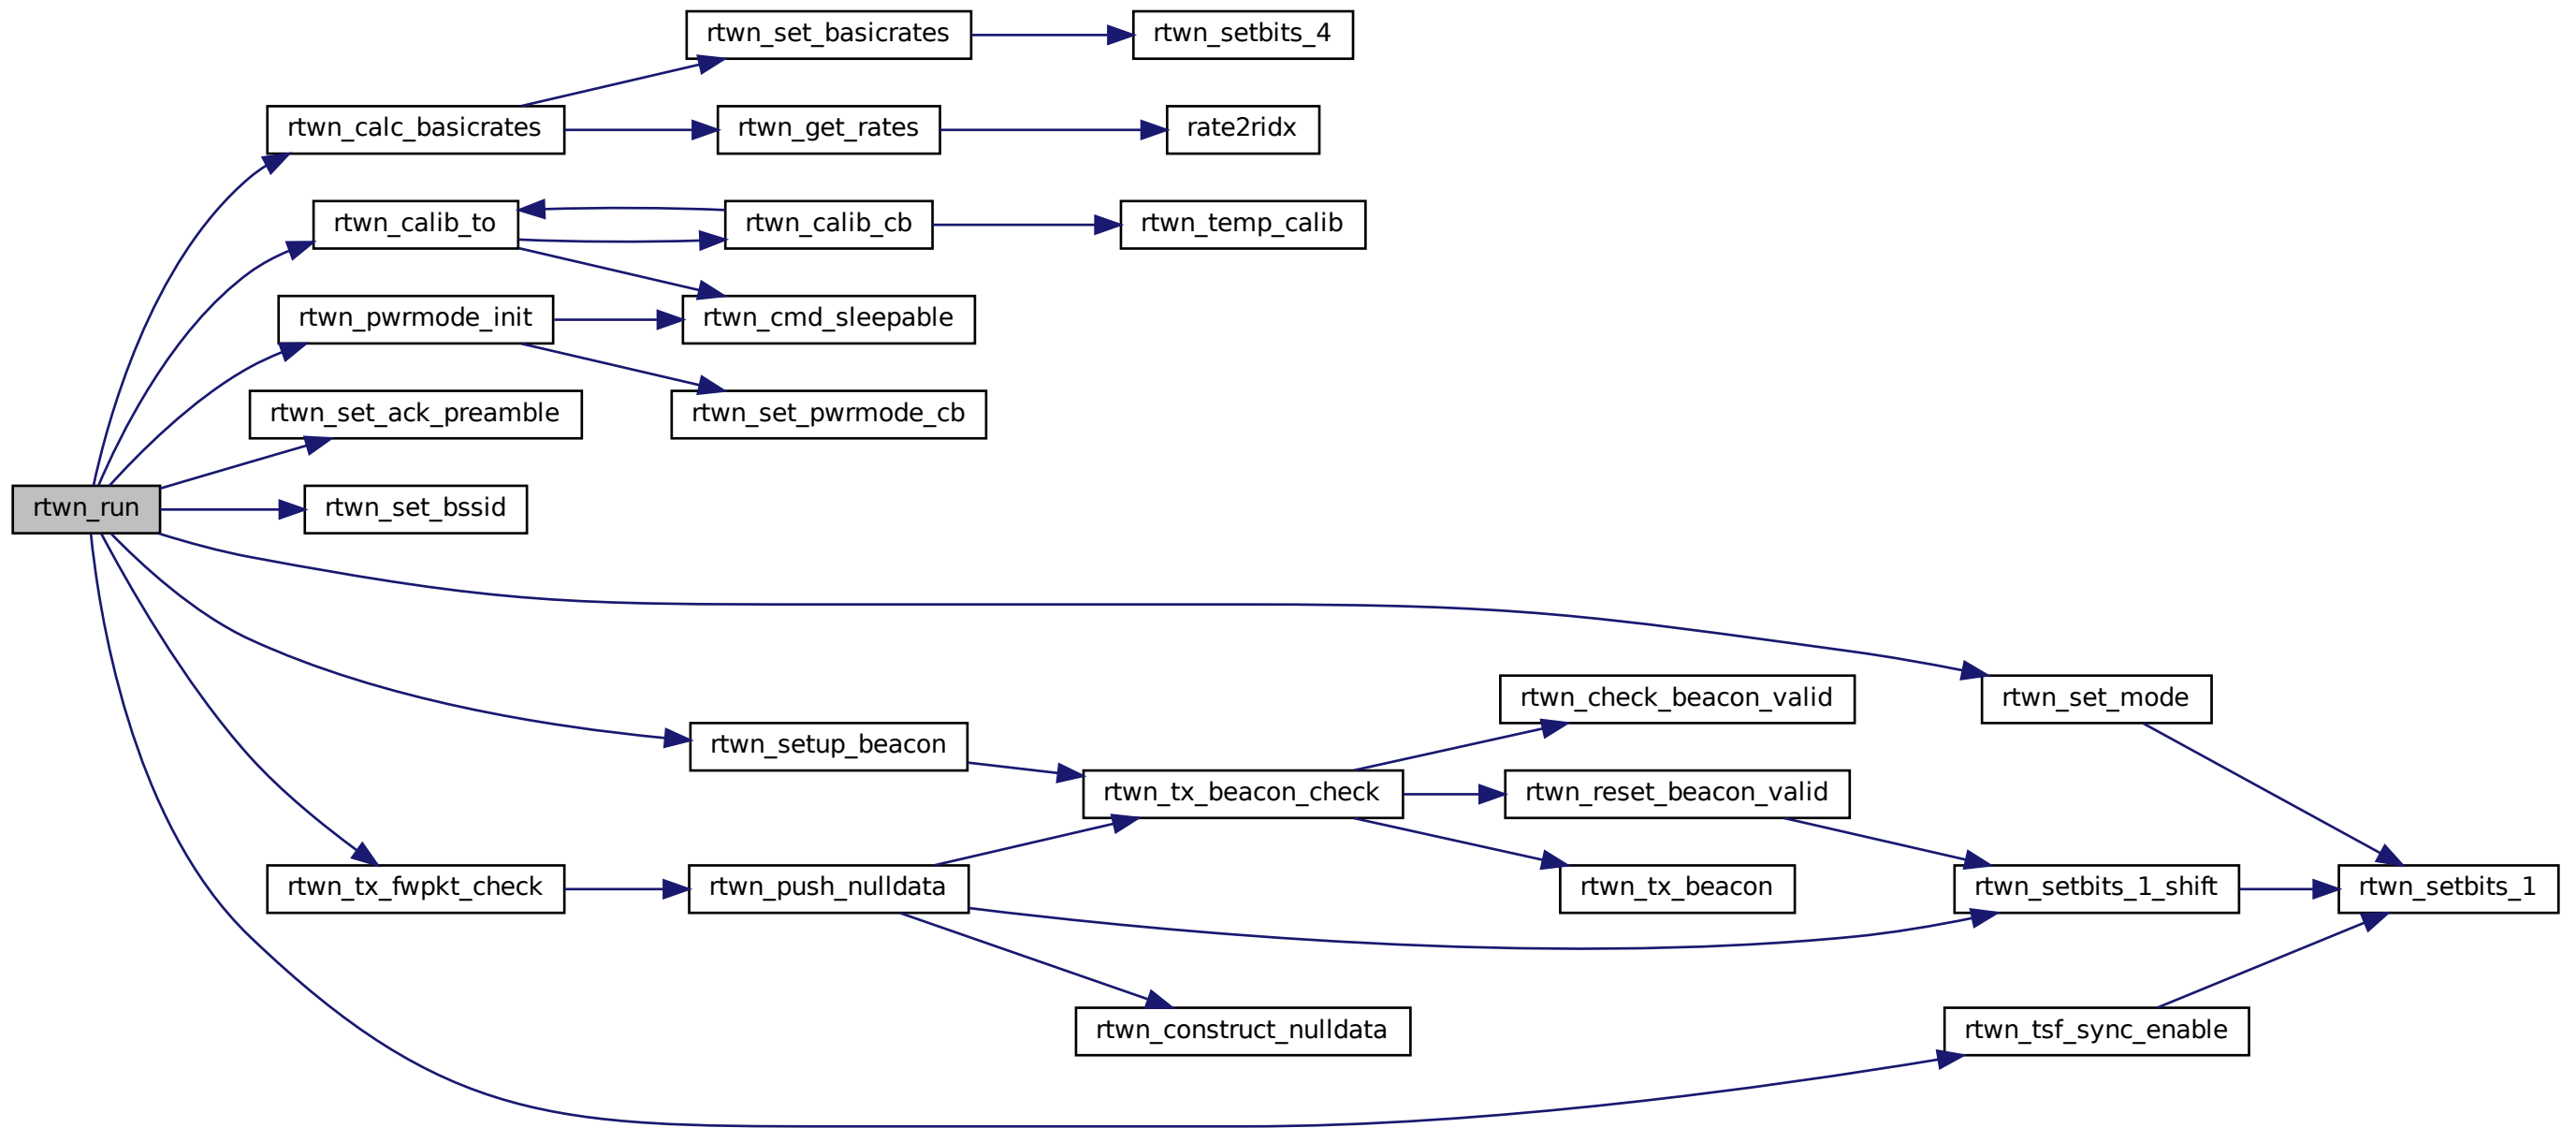 rtwn_set_basicrates
rtwn_setbits_4
rtwn_calc_basicrates
rtwn_get_rates
rate2ridx
rtwn_calib_to
rtwn_calib_cb
rtwn_temp_calib
rtwn_pwrmode_init
rtwn_cmd_sleepable
rtwn_set_ack_preamble
rtwn_set_pwrmode_cb
rtwn_run
rtwn_set_bssid
rtwn_check_beacon_valid
rtwn_set_mode
rtwn_setup_beacon
rtwn_tx_beacon_check
rtwn_reset_beacon_valid
rtwn_tx_fwpkt_check
rtwn_push_nulldata
rtwn_tx_beacon
rtwn_setbits_1_shift
rtwn_setbits_1
rtwn_construct_nulldata
rtwn_tsf_sync_enable